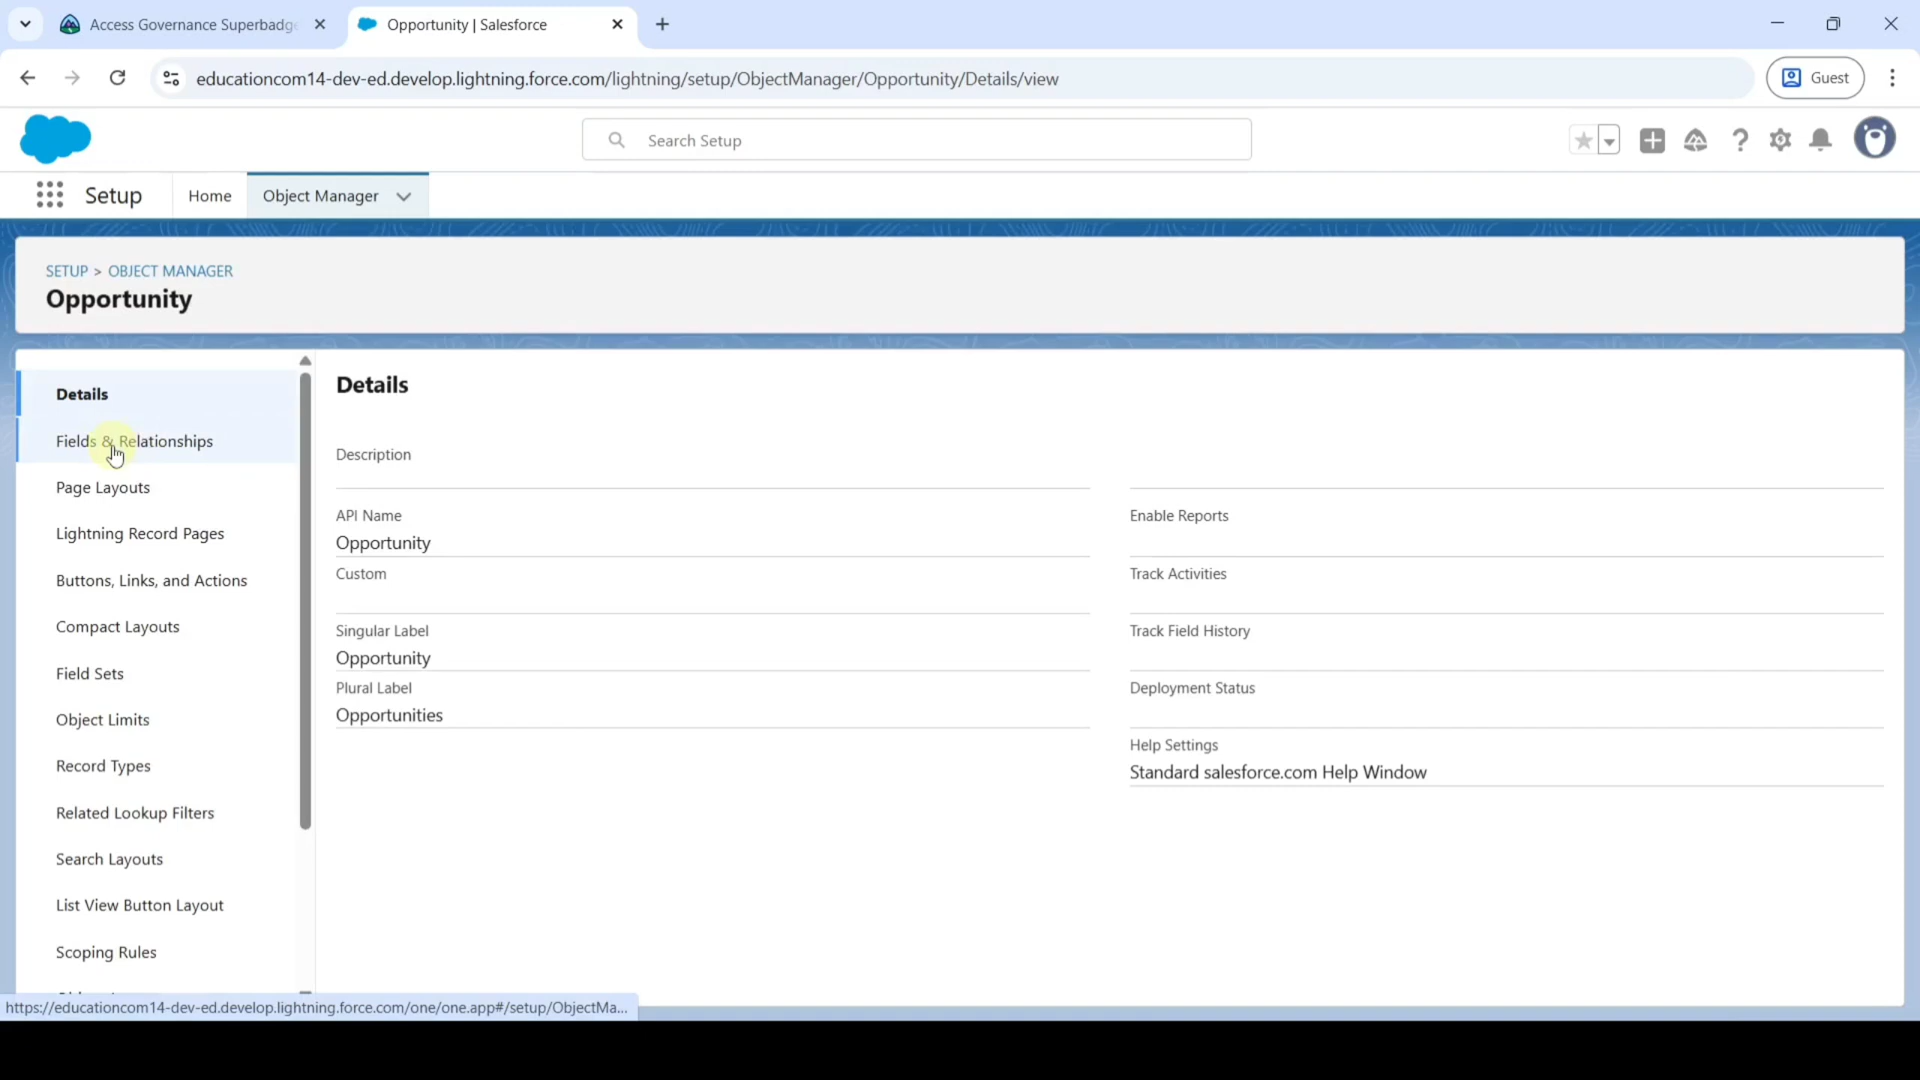 Access Governance Superbadge
Opportunity | Salesforce
educationcom14-dev-ed.develop.lightning.force.com/lightning/setup/ObjectManager/Opportunity/Details/view
Guest
Search Setup
Setup
Home
Object Manager
SETUP > OBJECT MANAGER
Opportunity
Details
Fields & Relationships
Page Layouts
Lightning Record Pages
Buttons, Links, and Actions
Compact Layouts
Field Sets
Object Limits
Record Types
Related Lookup Filters
Search Layouts
List View Button Layout
Scoping Rules
Details
Description
API Name
Opportunity
Custom
Singular Label
Opportunity
Plural Label
Opportunities
Enable Reports
Track Activities
Track Field History
Deployment Status
Help Settings
Standard salesforce.com Help Window
https://educationcom14-dev-ed.develop.lightning.force.com/one/one.app#/setup/ObjectMa...